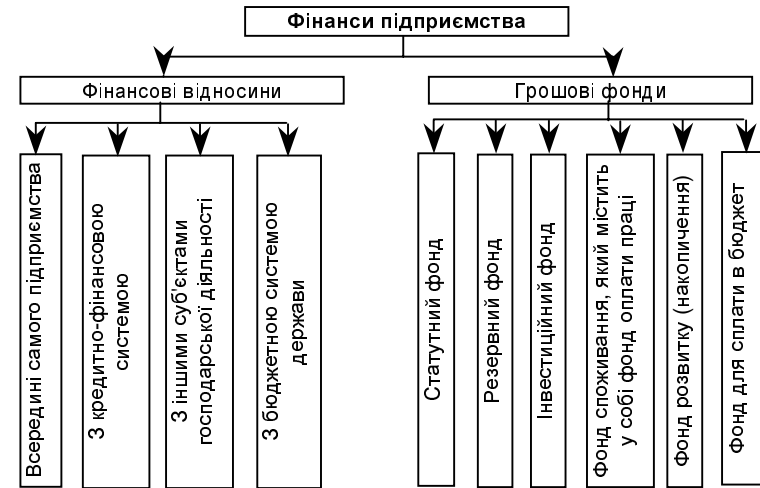 Фінанси підприємства
Фінансові відносини
Грошові фонди
Всередині самого підприємства
З кредитно-фінансовою
системою
З іншими суб'єктами
господарської діяльності
З бюджетною системою
держави
Статутний фонд
Резервний фонд
Інвестиційний фонд
Фонд споживання, який містить
у собі фонд оплати праці
Фонд розвитку (накопичення)
Фонд для сплати в бюджет